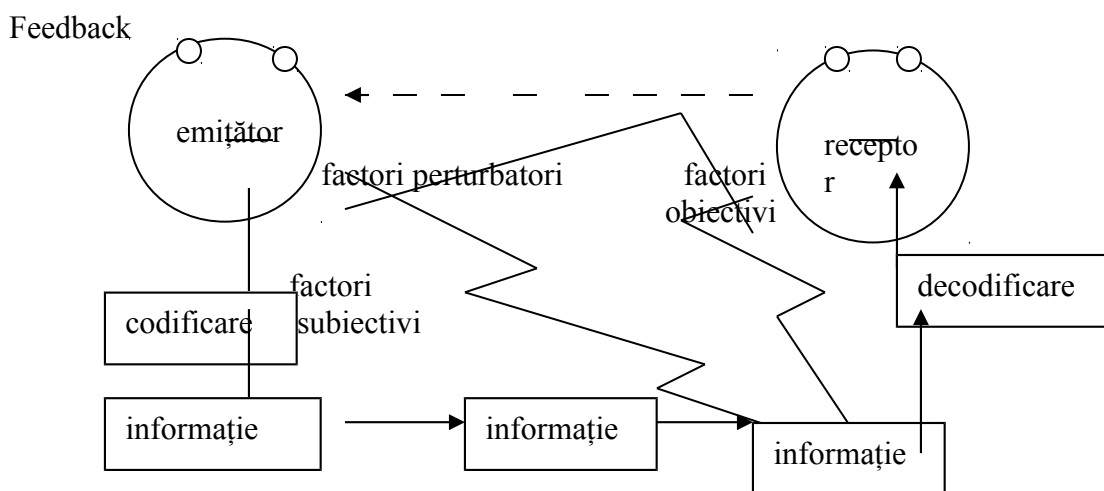 Feedback
emițător
recepto
r
factori perturbatori
factori
obiectivi
factori
subiectivi
codificare
decodificare
informație
informație
informație